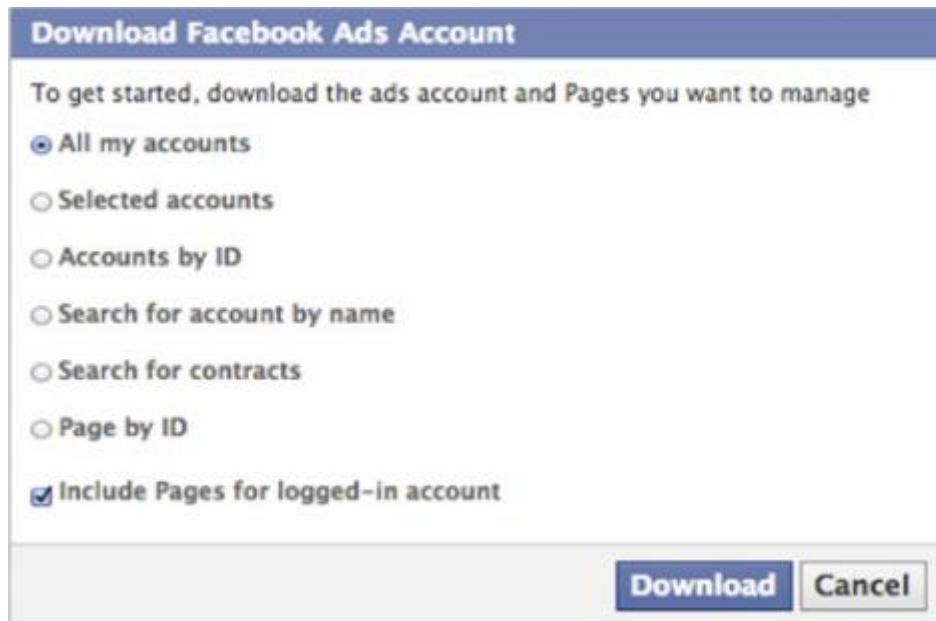 Download Facebook Ads Account
To get started, download the ads account and Pages you want to manage
All my accounts
Selected accounts
Accounts by ID
Search for account by name
Search for contracts
Page by ID
Include Pages for logged-in account
Download Cancel